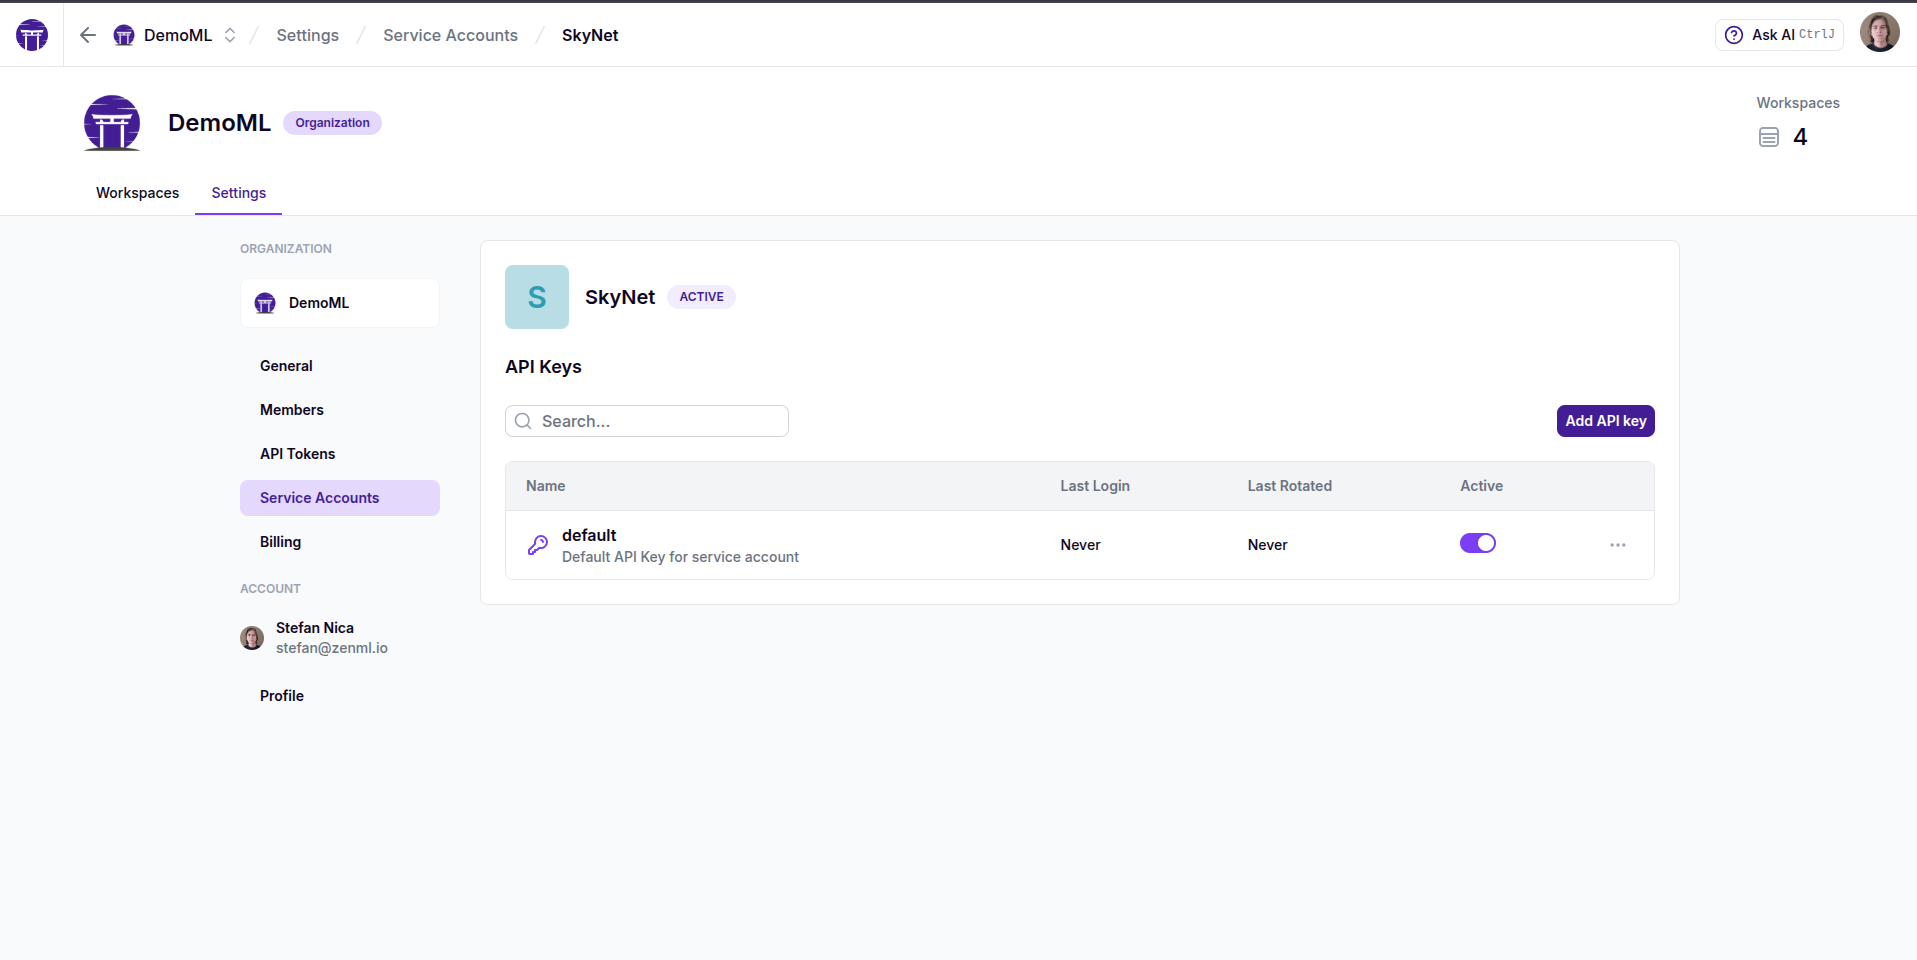 DemoML / Settings / Service Accounts / SkyNet
Ask AI CtrlJ
DemoML Organization
Workspaces
4
Workspaces Settings
ORGANIZATION
DemoML
General
Members
API Tokens
Service Accounts
Billing
ACCOUNT
Stefan Nica
stefan@zenml.io
Profile
S
SkyNet ACTIVE
API Keys
Search...
Add API key
Name Last Login Last Rotated Active
default
Default API Key for service account
Never Never